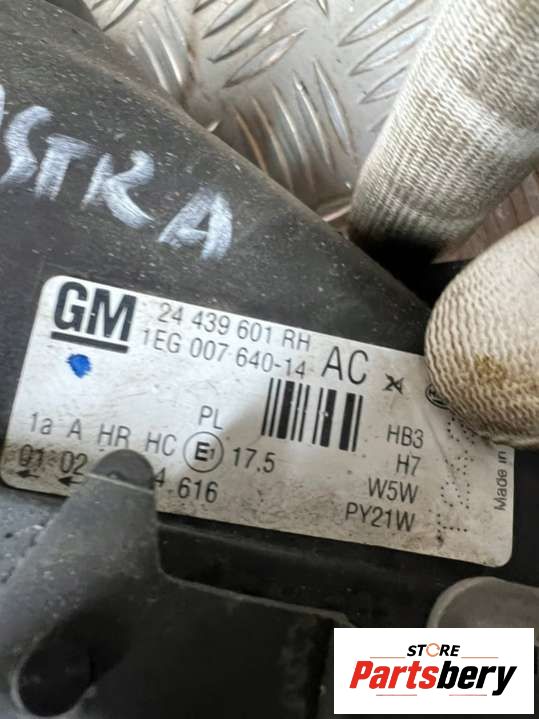 ASTRA
GM 24 439 601 RH
1EG 007 640-14 AC
PL HB3
1a A HR HC E1 17.5 H7
01 02 4 616 W5W
PY21W
Made in
STORE
Partsbery